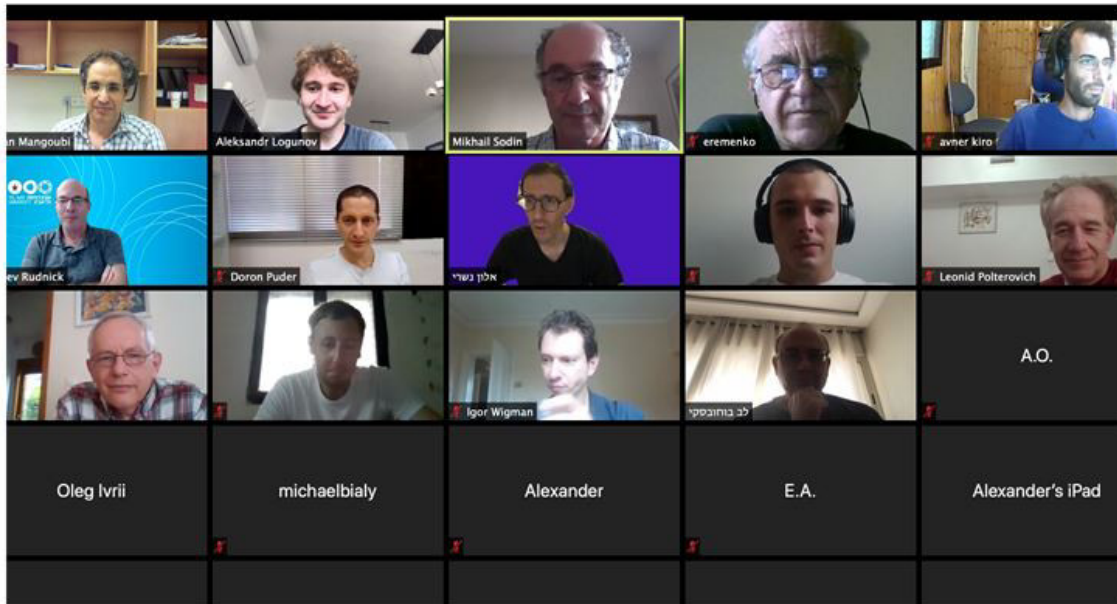 an Mangoubi
Aleksandr Logunov
Mikhail Sodin
eremenko
avner kiro
ev Rudnick
Doron Puder
אלון נשרי
Leonid Polterovich
Igor Wigman
לב בוחובסקי
A.O.
Oleg Ivrii
michaelbialy
Alexander
E.A.
Alexander’s iPad